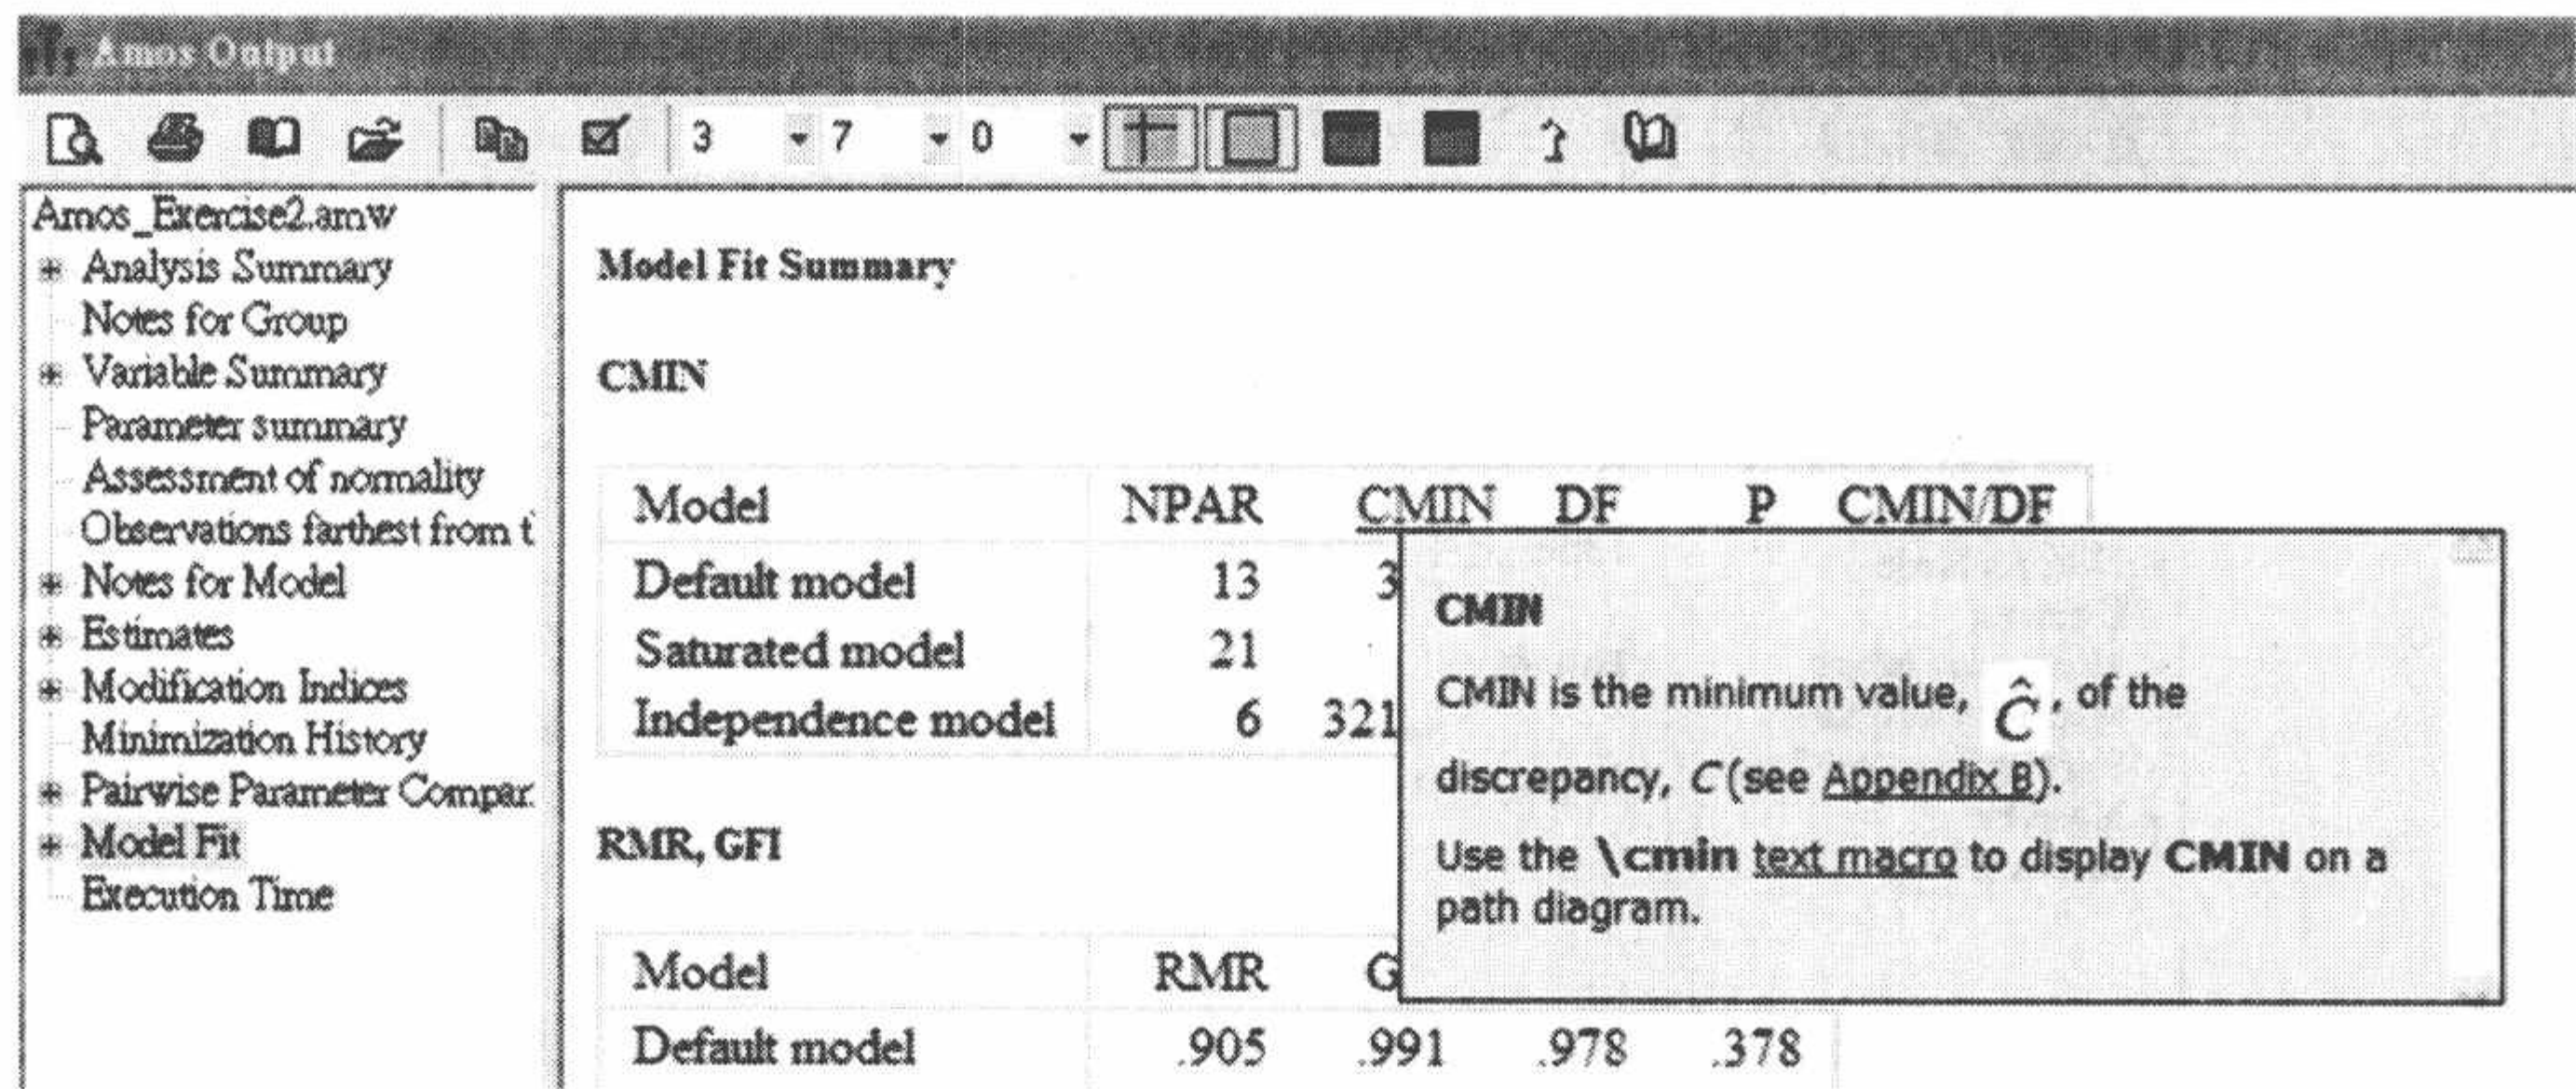 Amos Output
3 7 0
Amos_Exercise2.amw
Analysis Summary
Notes for Group
Variable Summary
Parameter summary
Assessment of normality
Observations farthest from t
Notes for Model
Estimates
Modification Indices
Minimization History
Pairwise Parameter Compar
Model Fit
Execution Time
Model Fit Summary
CMIN
Model NPAR CMIN DF P CMIN/DF
Default model 13 3
Saturated model 21
Independence model 6 321
CMIN
CMIN is the minimum value, Ĉ, of the
discrepancy, C (see Appendix B).
Use the \cmin text macro to display CMIN on a
path diagram.
RMR, GFI
Model RMR G
Default model .905 .991 .978 .378